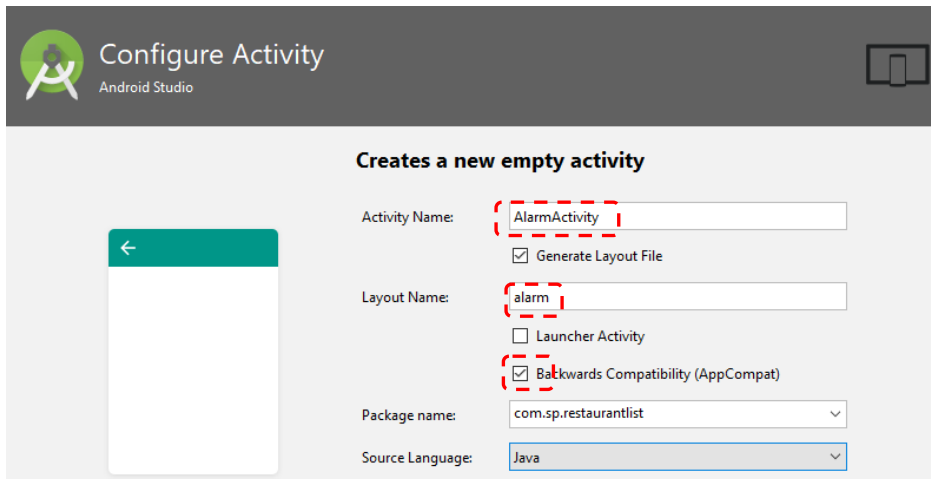 Configure Activity
Android Studio
Creates a new empty activity
Activity Name: AlarmActivity
Generate Layout File
Layout Name: alarm
Launcher Activity
Backwards Compatibility (AppCompat)
Package name: com.sp.restaurantlist
Source Language: Java